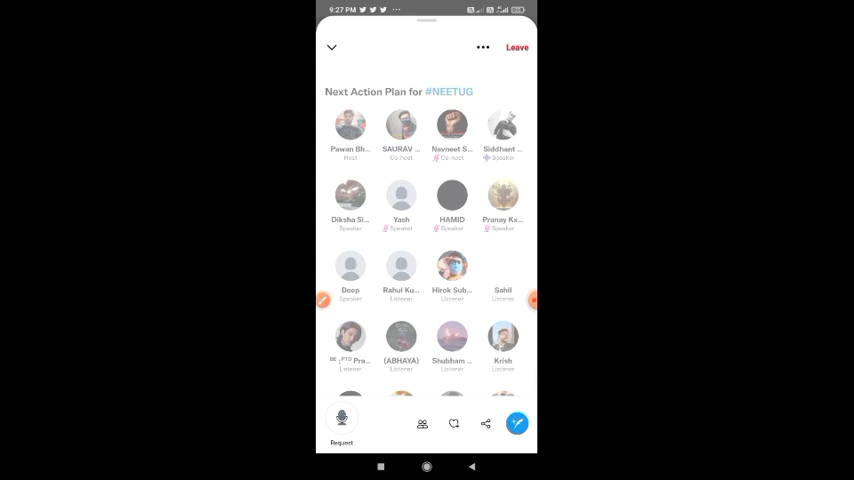 9:27 PM
Leave
Next Action Plan for #NEETUG
Pawan Bh... SAURAV ... Navneet S... Siddhant ...
Host Co-host Co-host Speaker
Diksha Si... Yash HAMID Pranay Kx...
Speaker Speaker Speaker Speaker
Deep Rahul Ku... Hirok Sub... Sahil
Speaker Listener Listener Listener
Pra... (ABHAYA) Shubham ... Krish
Listener Listener Listener Listener
Request